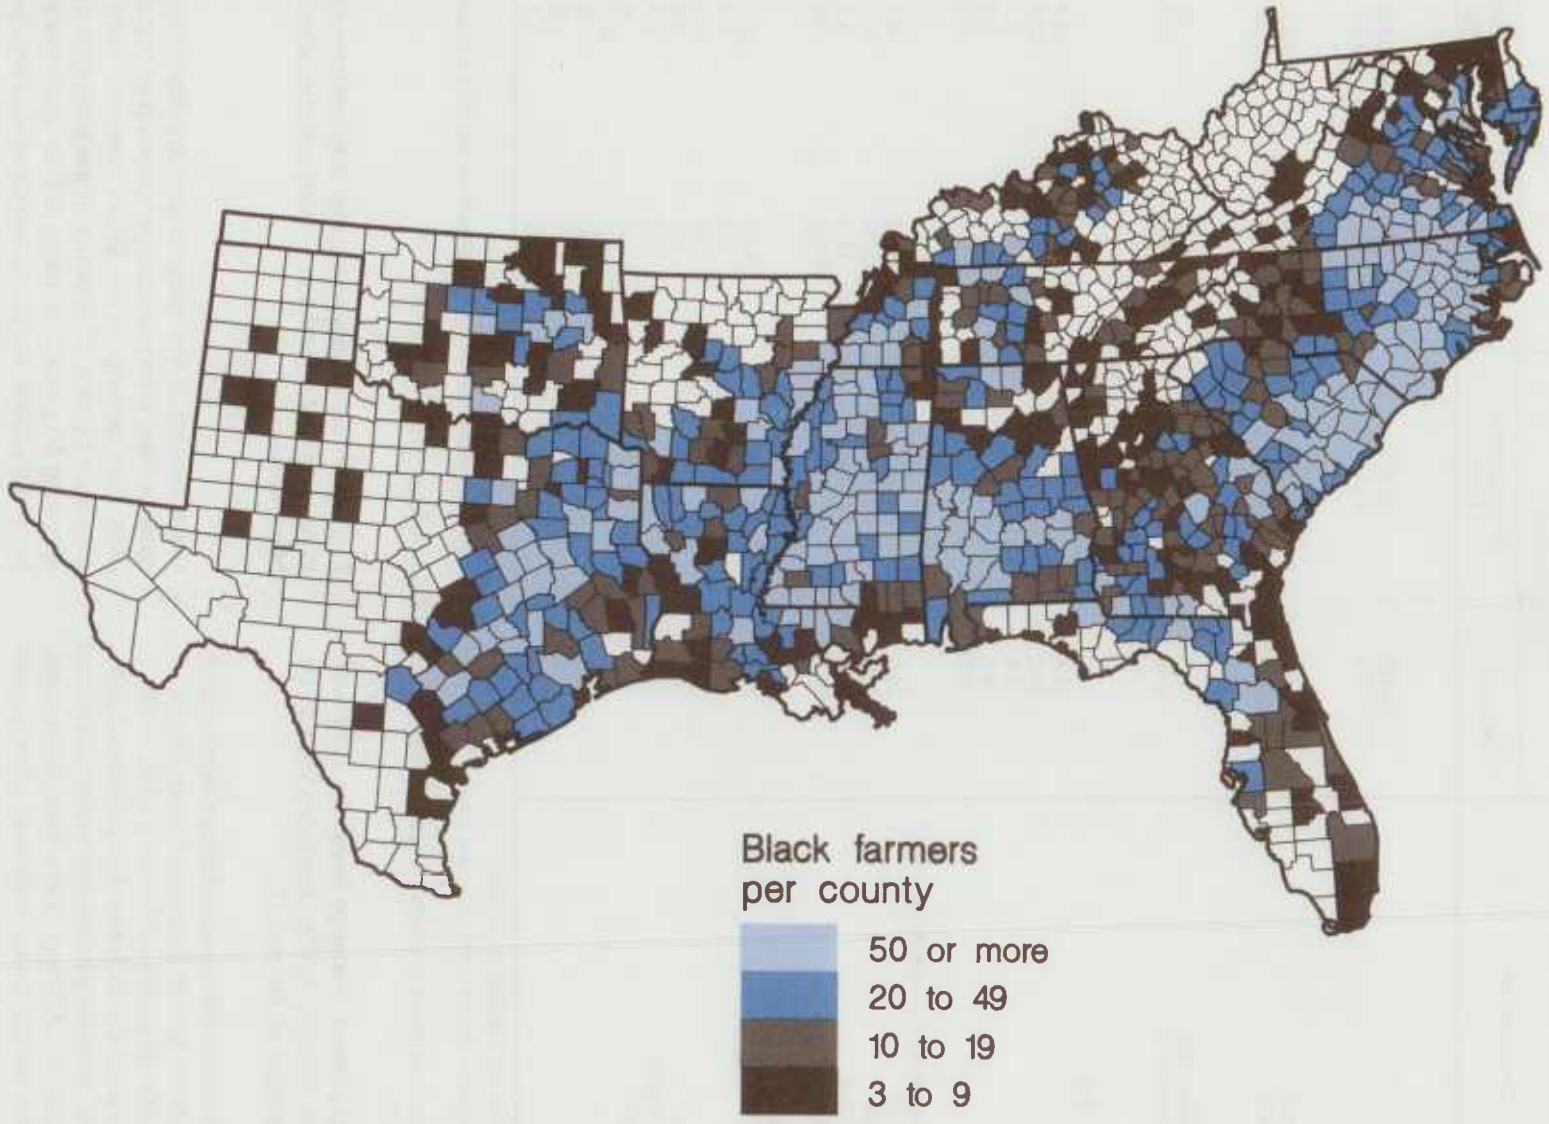 Black farmers
per county
50 or more
20 to 49
10 to 19
3 to 9